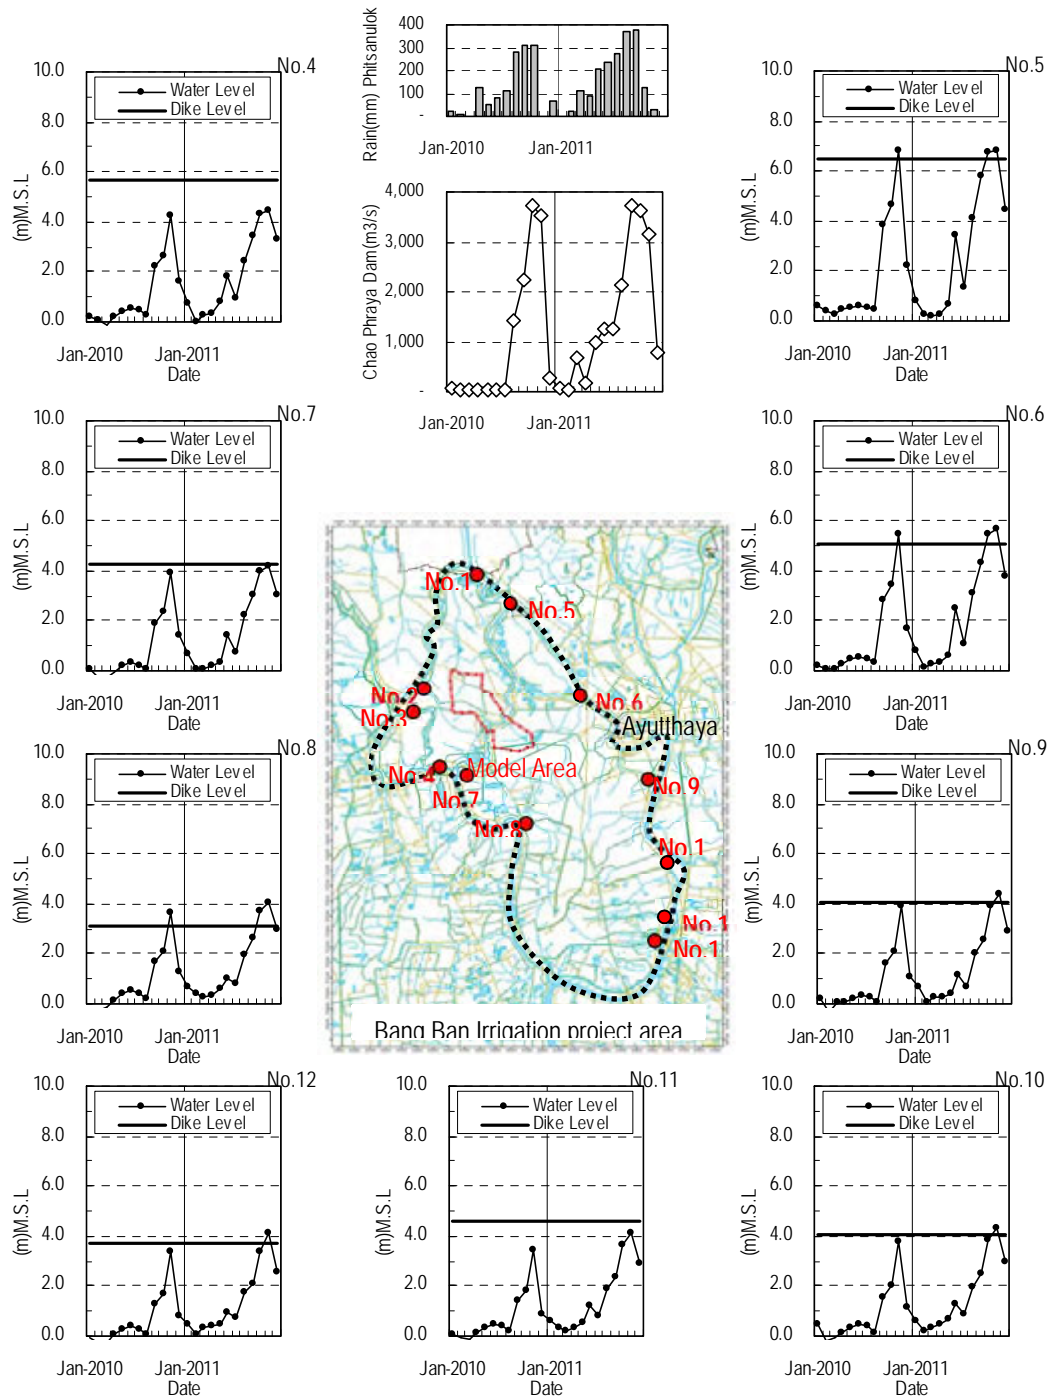 No.4
10.0
8.0
6.0
4.0
2.0
0.0
(m)M.S.L
Water Level
Dike Level
Jan-2010
Jan-2011
Date
400
300
200
100
-
Rain(mm) Phitsanulok
Jan-2010
Jan-2011
4,000
3,000
2,000
1,000
-
Chao Phraya Dam(m3/s)
Jan-2010
Jan-2011
No.5
10.0
8.0
6.0
4.0
2.0
0.0
(m)M.S.L
Water Level
Dike Level
Jan-2010
Jan-2011
Date
No.7
10.0
8.0
6.0
4.0
2.0
0.0
(m)M.S.L
Water Level
Dike Level
Jan-2010
Jan-2011
Date
No.6
10.0
8.0
6.0
4.0
2.0
0.0
(m)M.S.L
Water Level
Dike Level
Jan-2010
Jan-2011
Date
No.1
No.5
No.2
No.3
No.6
Ayutthaya
No.4
Model Area
No.7
No.9
No.8
No.1
No.1
No.1
Bang Ban Irrigation project area
No.8
10.0
8.0
6.0
4.0
2.0
0.0
(m)M.S.L
Water Level
Dike Level
Jan-2010
Jan-2011
Date
No.9
10.0
8.0
6.0
4.0
2.0
0.0
(m)M.S.L
Water Level
Dike Level
Jan-2010
Jan-2011
Date
No.12
10.0
8.0
6.0
4.0
2.0
0.0
(m)M.S.L
Water Level
Dike Level
Jan-2010
Jan-2011
Date
No.11
10.0
8.0
6.0
4.0
2.0
0.0
(m)M.S.L
Water Level
Dike Level
Jan-2010
Jan-2011
Date
No.10
10.0
8.0
6.0
4.0
2.0
0.0
(m)M.S.L
Water Level
Dike Level
Jan-2010
Jan-2011
Date